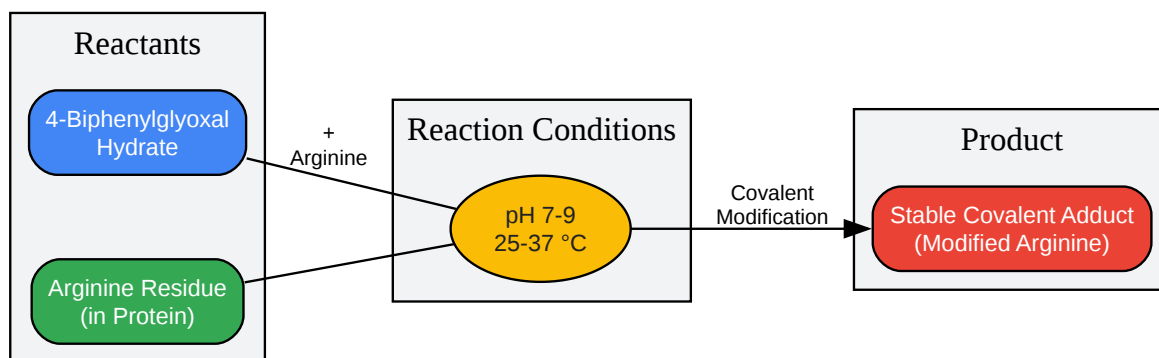 Reactants
4-Biphenylglyoxal
Hydrate
Arginine Residue
(in Protein)
+
Arginine
Reaction Conditions
pH 7-9
25-37 °C
Covalent
Modification
Product
Stable Covalent Adduct
(Modified Arginine)